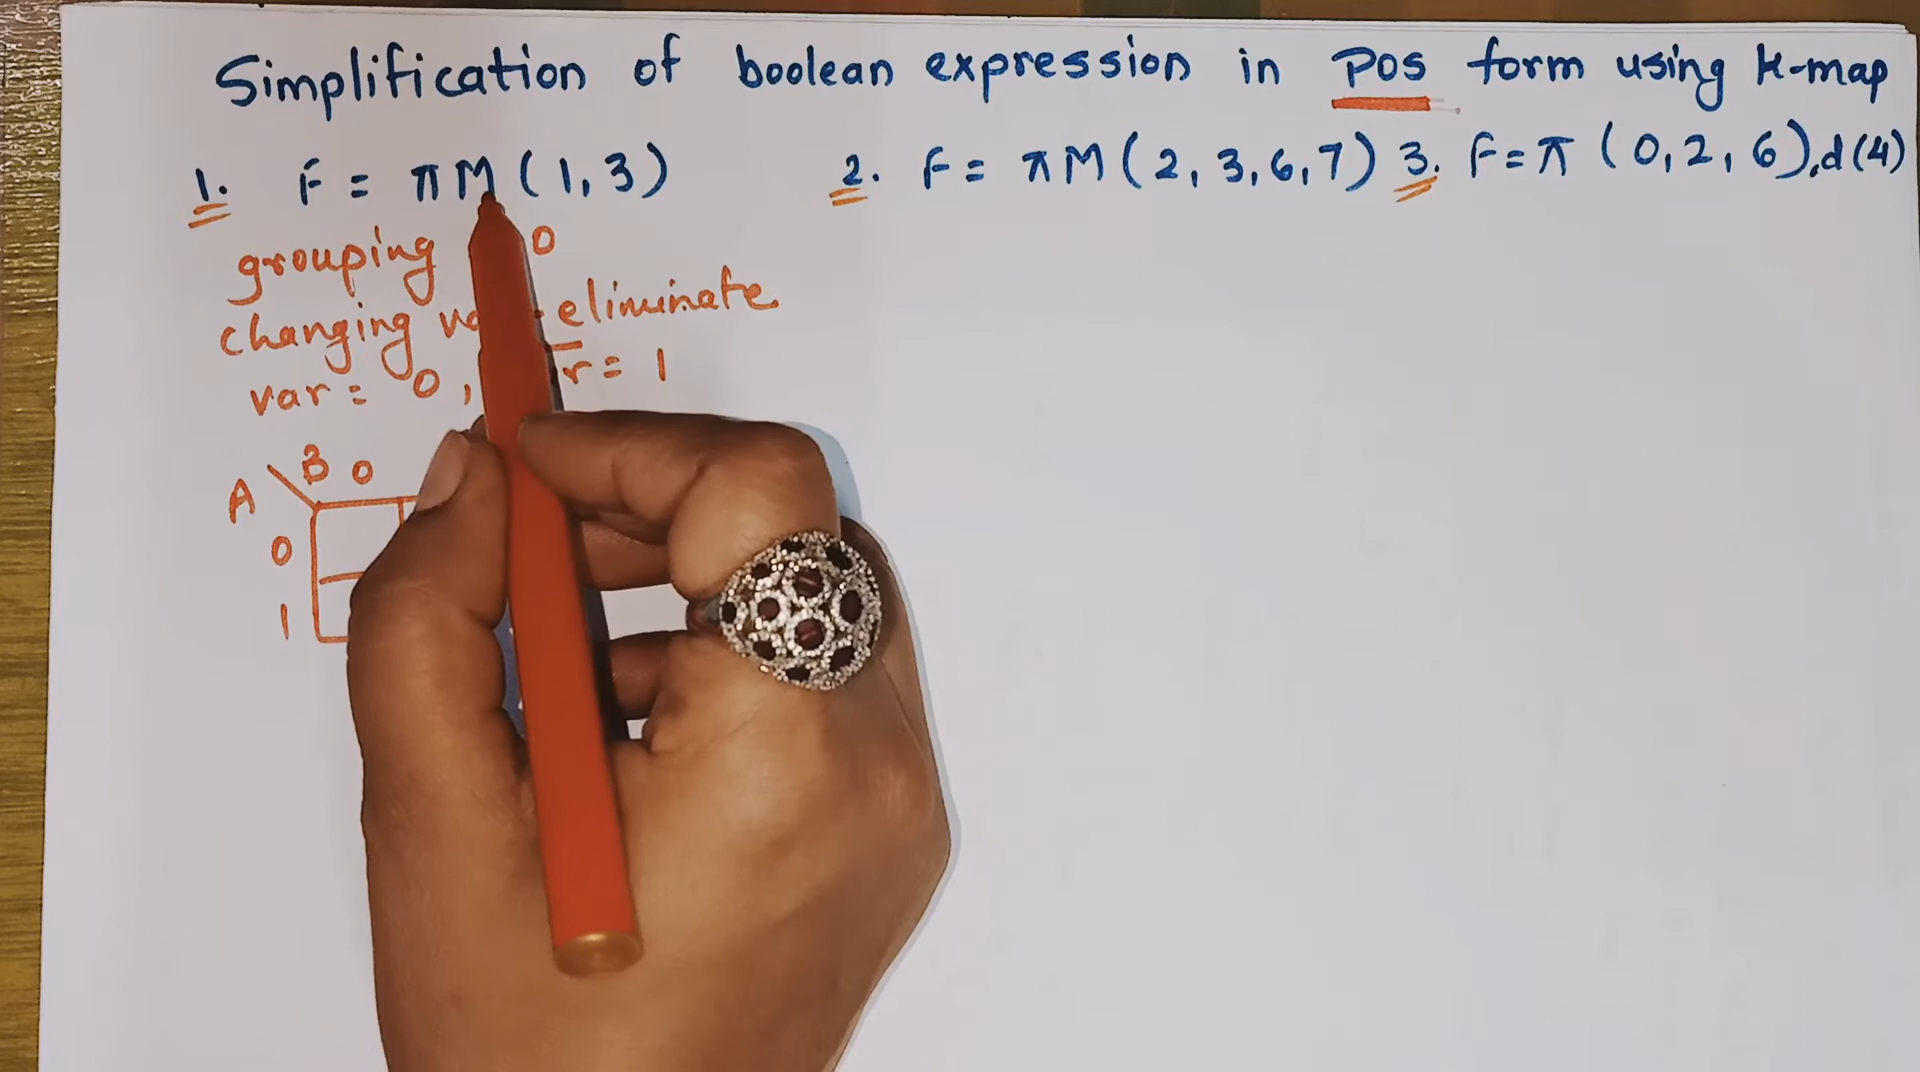 Simplification of boolean expression in POS form using K-map
1. F = πM(1,3) 2. F = πM(2,3,6,7) 3. F=π(0,2,6),d(4)
grouping 0
changing eliminate
var = 0, = 1
B 0
A
0
1